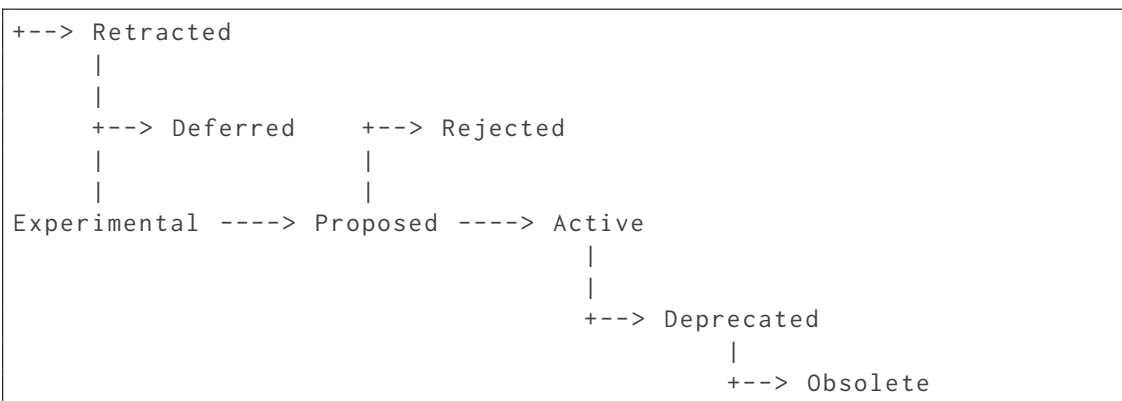 +--> Retracted
     |
     |
     +--> Deferred    +--> Rejected
     |                |
     |                |
Experimental ----> Proposed ----> Active
                                    |
                                    |
                                    +--> Deprecated
                                             |
                                             +--> Obsolete